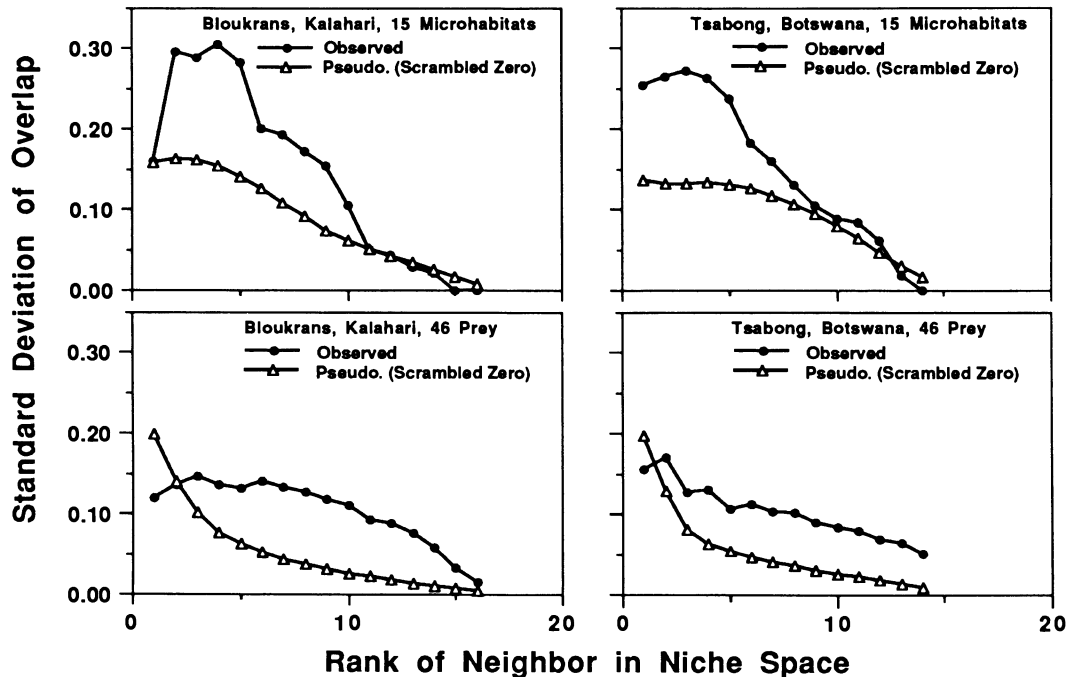 Standard Deviation of Overlap
Bloukrans, Kalahari, 15 Microhabitats
Observed
Pseudo. (Scrambled Zero)
0.30
0.20
0.10
0.00
Tsabong, Botswana, 15 Microhabitats
Observed
Pseudo. (Scrambled Zero)
Bloukrans, Kalahari, 46 Prey
Observed
Pseudo. (Scrambled Zero)
0.30
0.20
0.10
0.00
0 10 20
Tsabong, Botswana, 46 Prey
Observed
Pseudo. (Scrambled Zero)
0 10 20
Rank of Neighbor in Niche Space